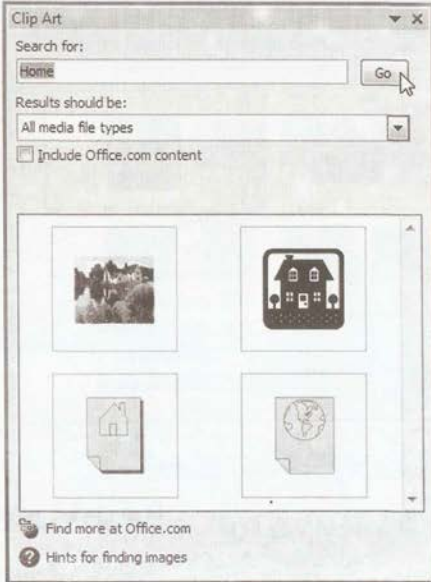 Clip Art
Search for:
Home
Go
Results should be:
All media file types
Include Office.com content
Find more at Office.com
Hints for finding images